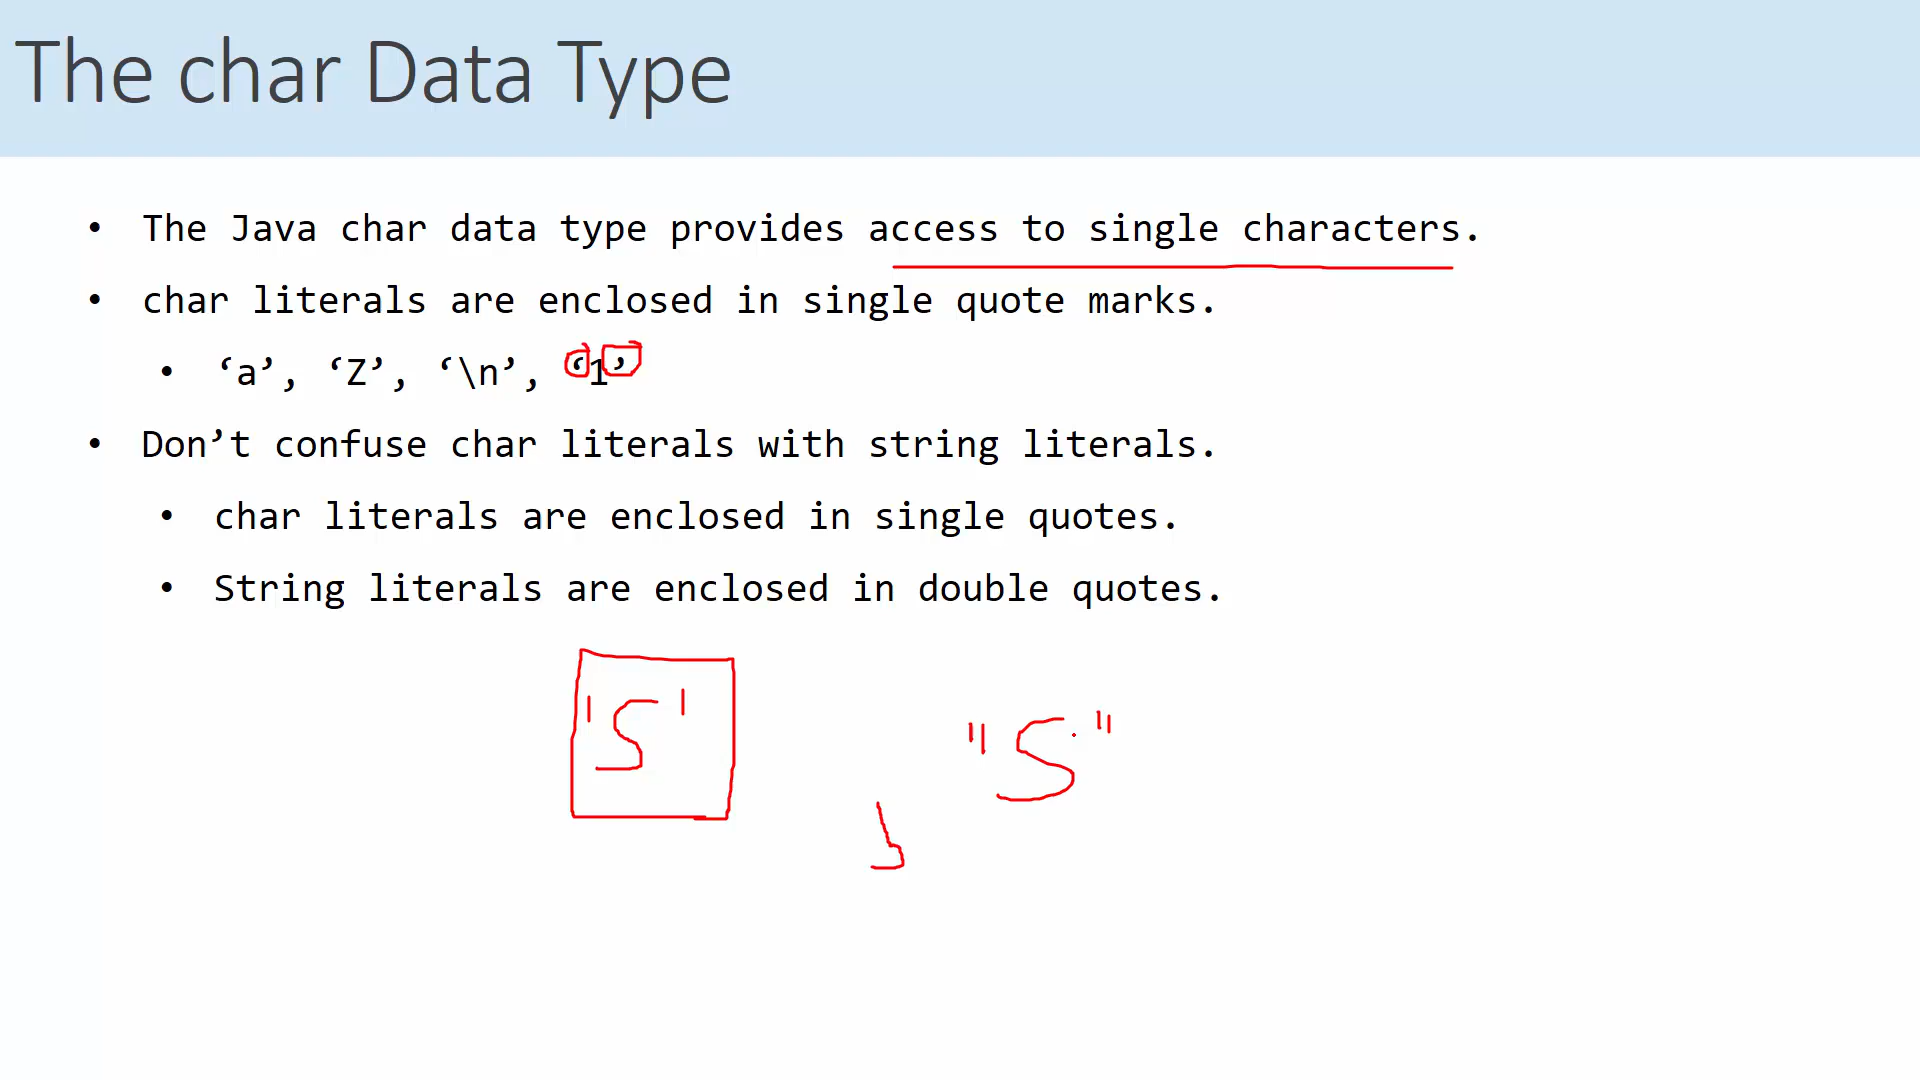 The char Data Type
• The Java char data type provides access to single characters.
• char literals are enclosed in single quote marks.
• ‘a’, ‘Z’, ‘\n’, ‘1’
• Don’t confuse char literals with string literals.
• char literals are enclosed in single quotes.
• String literals are enclosed in double quotes.
'S' "S"